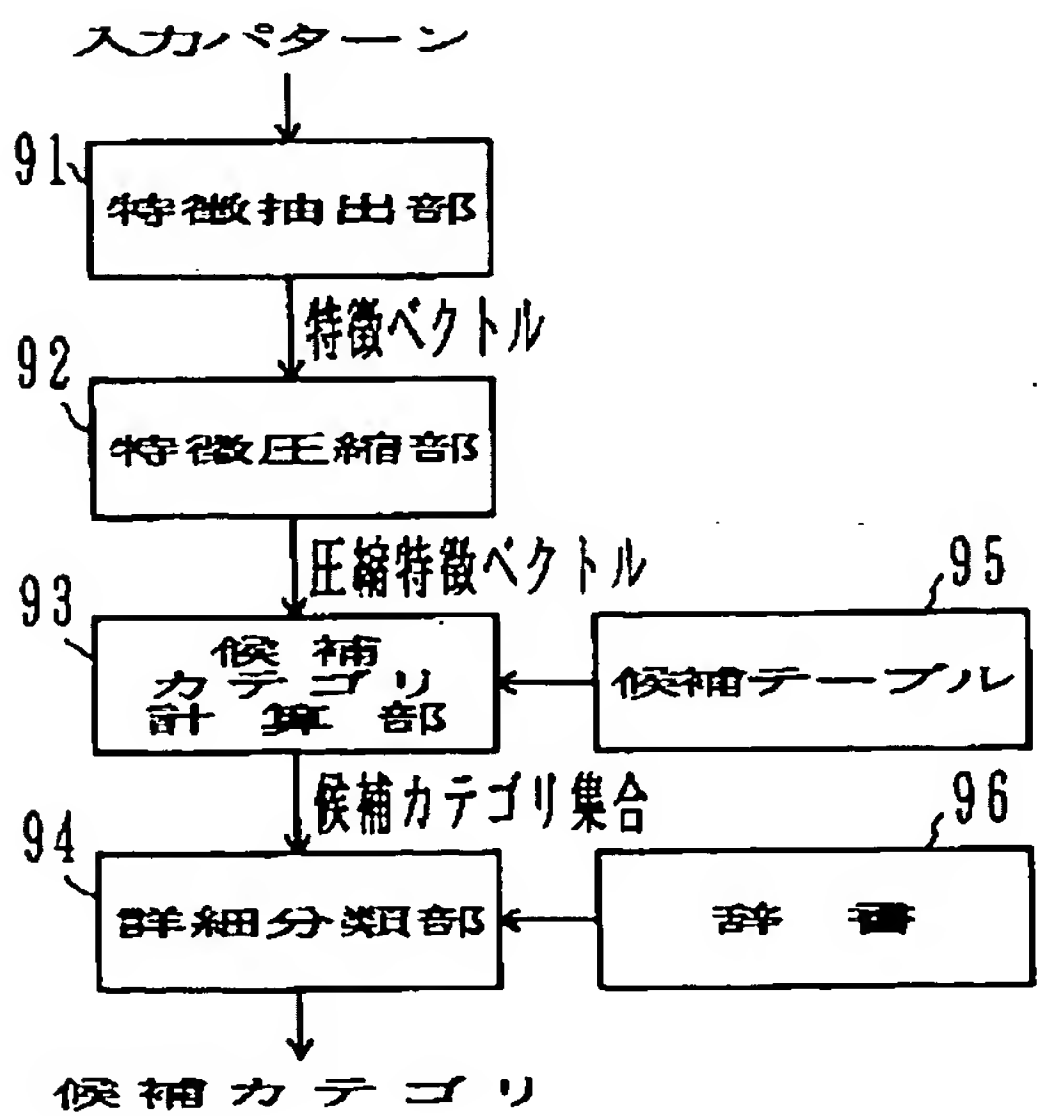 入力パターン
91
特徴抽出部
特徴ベクトル
92
特徴圧縮部
圧縮特徴ベクトル
93
候補
カテゴリ
計算部
95
候補テーブル
候補カテゴリ集合
94
詳細分類部
96
辞書
候補カテゴリ